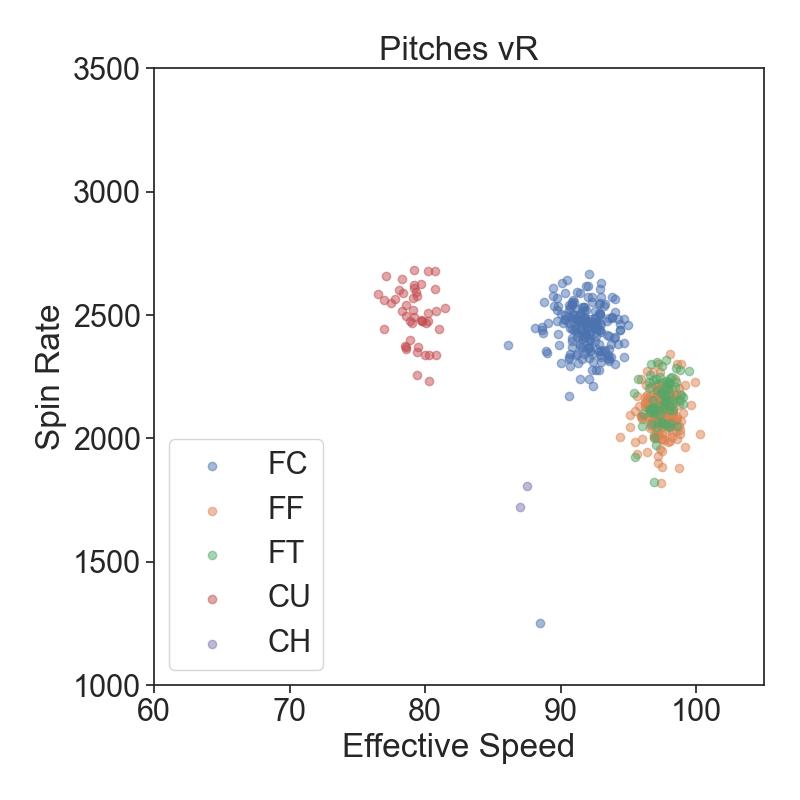 Pitches vR
3500
3000
2500
2000
1500
1000
Spin Rate
FC
FF
FT
CU
CH
60 70 80 90 100
Effective Speed